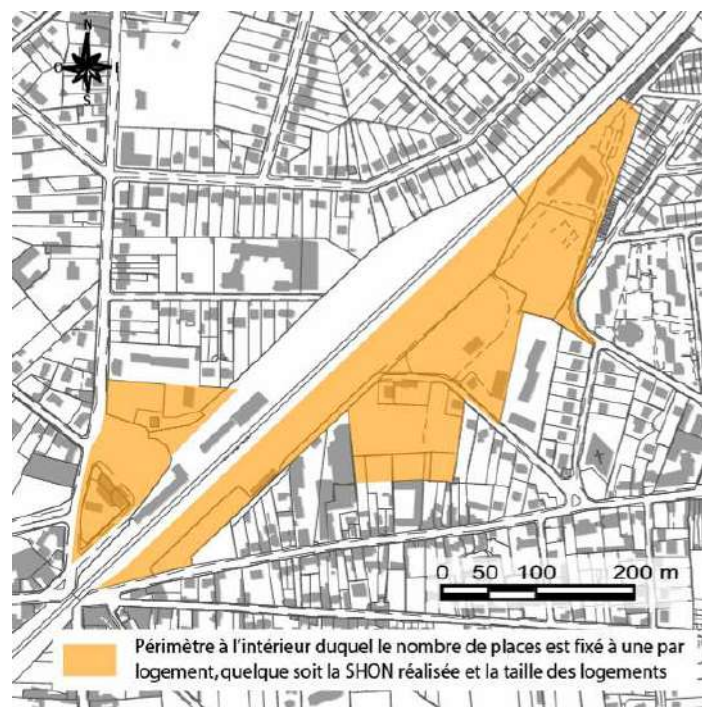 N
O
E
S
0 50 100 200 m
Périmètre à l'intérieur duquel le nombre de places est fixé à une par
logement, quelque soit la SHON réalisée et la taille des logements